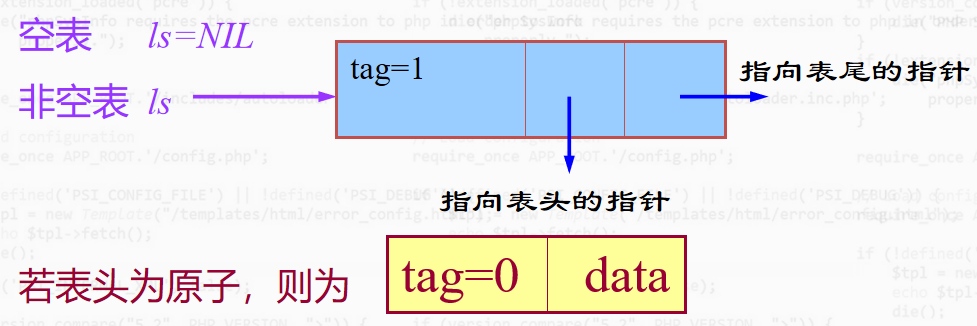 空表 ls=NIL
tag=1
指向表尾的指针
非空表 ls
指向表头的指针
若表头为原子，则为
tag=0 data